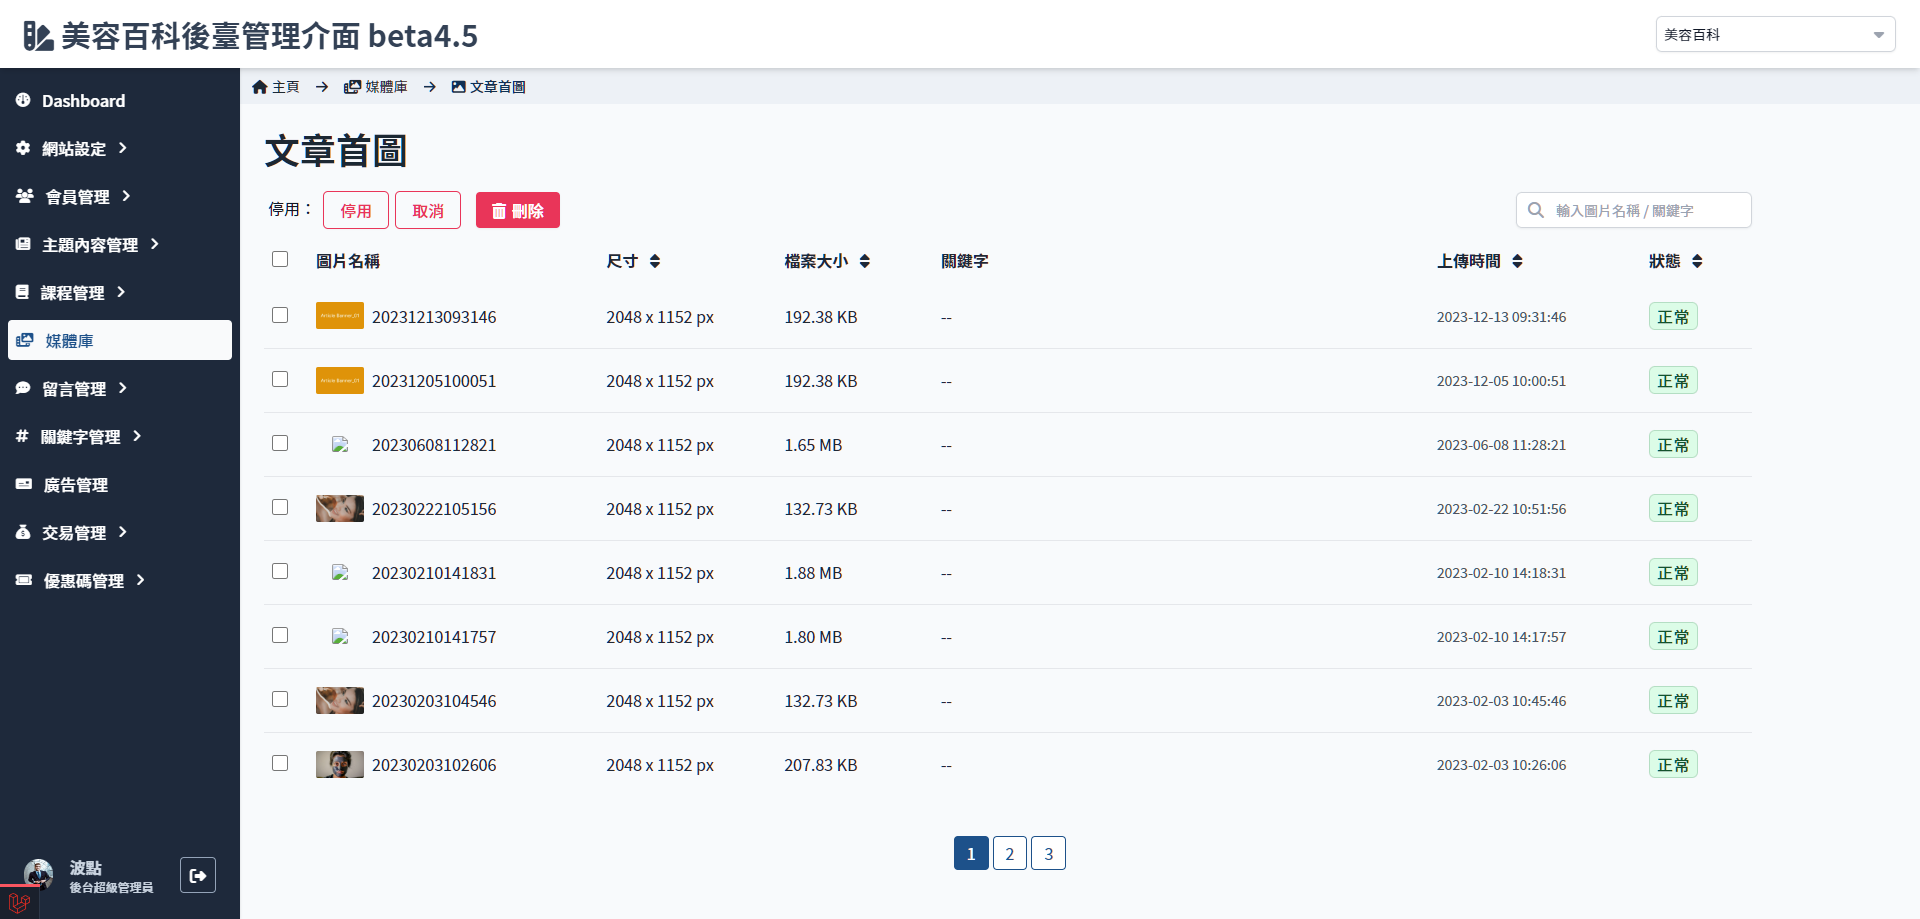 美容百科後臺管理介面 beta4.5
美容百科
Dashboard
網站設定
會員管理
主題內容管理
課程管理
媒體庫
留言管理
關鍵字管理
廣告管理
交易管理
優惠碼管理
波點
後台超級管理員
主頁 → 媒體庫 → 文章首圖
文章首圖
停用： 停用 取消 刪除
輸入圖片名稱 / 關鍵字
圖片名稱 尺寸 檔案大小 關鍵字 上傳時間 狀態
Article Banner_01 20231213093146 2048 x 1152 px 192.38 KB -- 2023-12-13 09:31:46 正常
Article Banner_01 20231205100051 2048 x 1152 px 192.38 KB -- 2023-12-05 10:00:51 正常
20230608112821 2048 x 1152 px 1.65 MB -- 2023-06-08 11:28:21 正常
20230222105156 2048 x 1152 px 132.73 KB -- 2023-02-22 10:51:56 正常
20230210141831 2048 x 1152 px 1.88 MB -- 2023-02-10 14:18:31 正常
20230210141757 2048 x 1152 px 1.80 MB -- 2023-02-10 14:17:57 正常
20230203104546 2048 x 1152 px 132.73 KB -- 2023-02-03 10:45:46 正常
20230203102606 2048 x 1152 px 207.83 KB -- 2023-02-03 10:26:06 正常
1 2 3